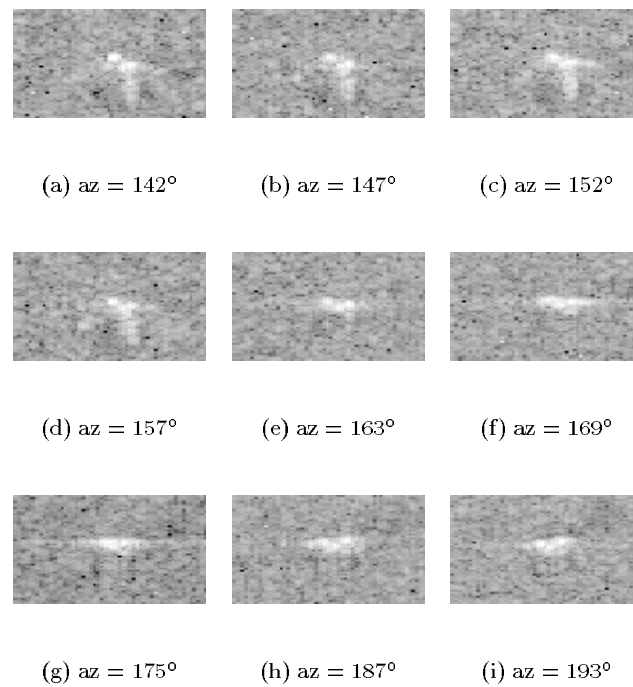 (a) az = 142° (b) az = 147° (c) az = 152°
(d) az = 157° (e) az = 163° (f) az = 169°
(g) az = 175° (h) az = 187° (i) az = 193°